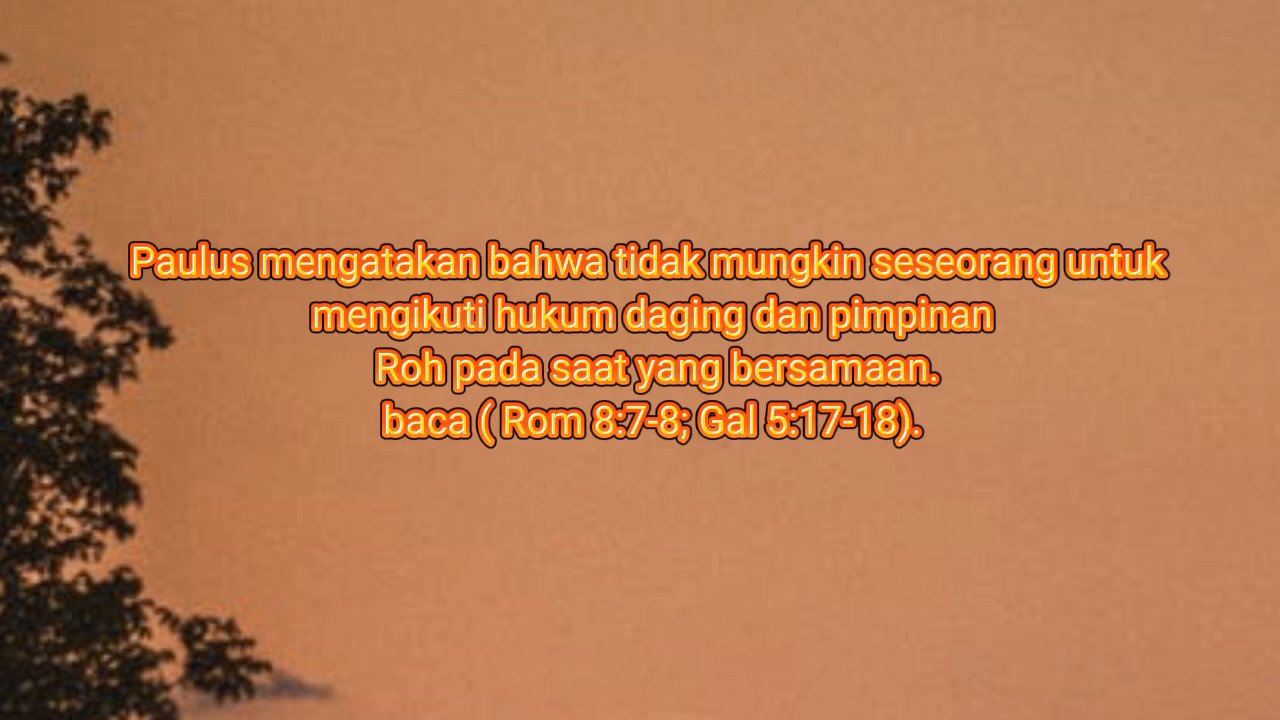 Paulus mengatakan bahwa tidak mungkin seseorang untuk
mengikuti hukum daging dan pimpinan
Roh pada saat yang bersamaan.
baca ( Rom 8:7-8; Gal 5:17-18).